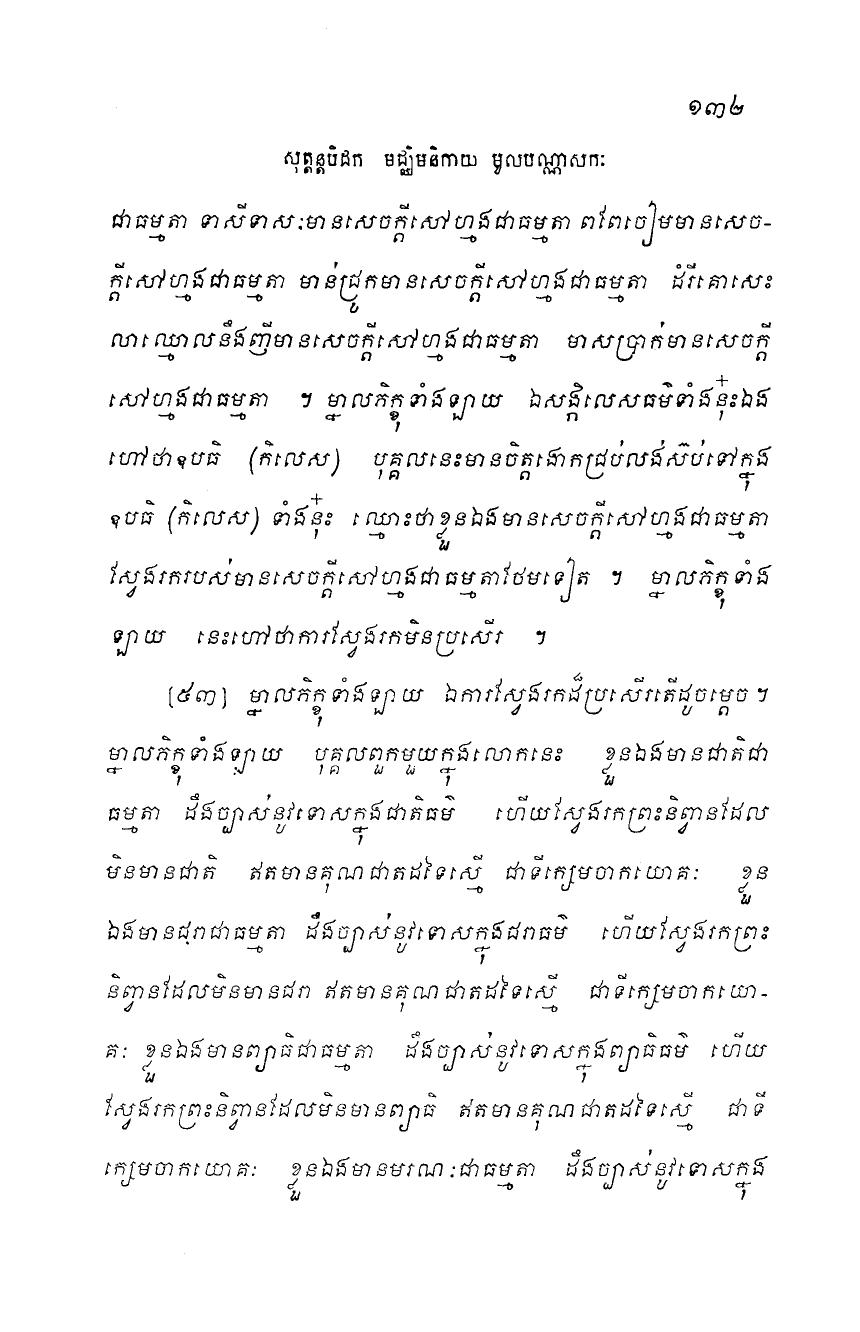 ១៣២
សុត្តន្តបិដក មជ្ឈិមនិកាយ មូលបណ្ណាសកៈ
ជាធម្មតា ទាសីទាសៈមានសេចក្តីសៅហ្មងជាធម្មតា ពពែចៀមមានសេច-
ក្តីសៅហ្មងជាធម្មតា មាន់ជ្រូកមានសេចក្តីសៅហ្មងជាធម្មតា ដំរីគោសេះ
លាឈ្មោលនឹងញីមានសេចក្តីសៅហ្មងជាធម្មតា មាសប្រាក់មានសេចក្តី
សៅហ្មងជាធម្មតា ។ ម្នាលភិក្ខុទាំងឡាយ ឯសង្កិលេសធម៌ទាំងនុ៎ះឯង
ហៅថាឧបធិ (កិលេស) បុគ្គលនេះមានចិត្តងោកជ្រប់លង់ស៊ប់ទៅក្នុង
ឧបធិ (កិលេស) ទាំងនុ៎ះ ឈ្មោះថាខ្លួនឯងមានសេចក្តីសៅហ្មងជាធម្មតា
ស្វែងរករបស់មានសេចក្តីសៅហ្មងជាធម្មតាថែមទៀត ។ ម្នាលភិក្ខុទាំង
ឡាយ នេះហៅថាការស្វែងរកមិនប្រសើរ ។
[៥៣] ម្នាលភិក្ខុទាំងឡាយ ឯការស្វែងរកដ៏ប្រសើរតើដូចម្តេច ។
ម្នាលភិក្ខុទាំងឡាយ បុគ្គលពួកមួយក្នុងលោកនេះ ខ្លួនឯងមានជាតិជា
ធម្មតា ដឹងច្បាស់នូវទោសក្នុងជាតិធម៌ ហើយស្វែងរកព្រះនិព្វានដែល
មិនមានជាតិ ឥតមានគុណជាតដទៃស្មើ ជាទីក្សេមចាកយោគៈ ខ្លួន
ឯងមានជរាជាធម្មតា ដឹងច្បាស់នូវទោសក្នុងជរាធម៌ ហើយស្វែងរកព្រះ
និព្វានដែលមិនមានជរា ឥតមានគុណជាតដទៃស្មើ ជាទីក្សេមចាកយោ-
គៈ ខ្លួនឯងមានព្យាធិជាធម្មតា ដឹងច្បាស់នូវទោសក្នុងព្យាធិធម៌ ហើយ
ស្វែងរកព្រះនិព្វានដែលមិនមានព្យាធិ ឥតមានគុណជាតដទៃស្មើ ជាទី
ក្សេមចាកយោគៈ ខ្លួនឯងមានមរណៈជាធម្មតា ដឹងច្បាស់នូវទោសក្នុង